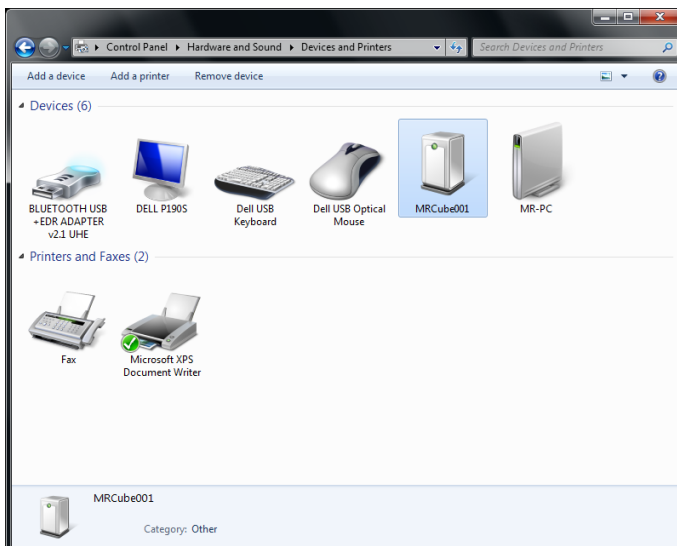 Control Panel ▸ Hardware and Sound ▸ Devices and Printers
Search Devices and Printers
Add a device Add a printer Remove device
Devices (6)
BLUETOOTH USB
+EDR ADAPTER
v2.1 UHE
DELL P190S
Dell USB
Keyboard
Dell USB Optical
Mouse
MRCube001
MR-PC
Printers and Faxes (2)
Fax
Microsoft XPS
Document Writer
MRCube001
Category: Other